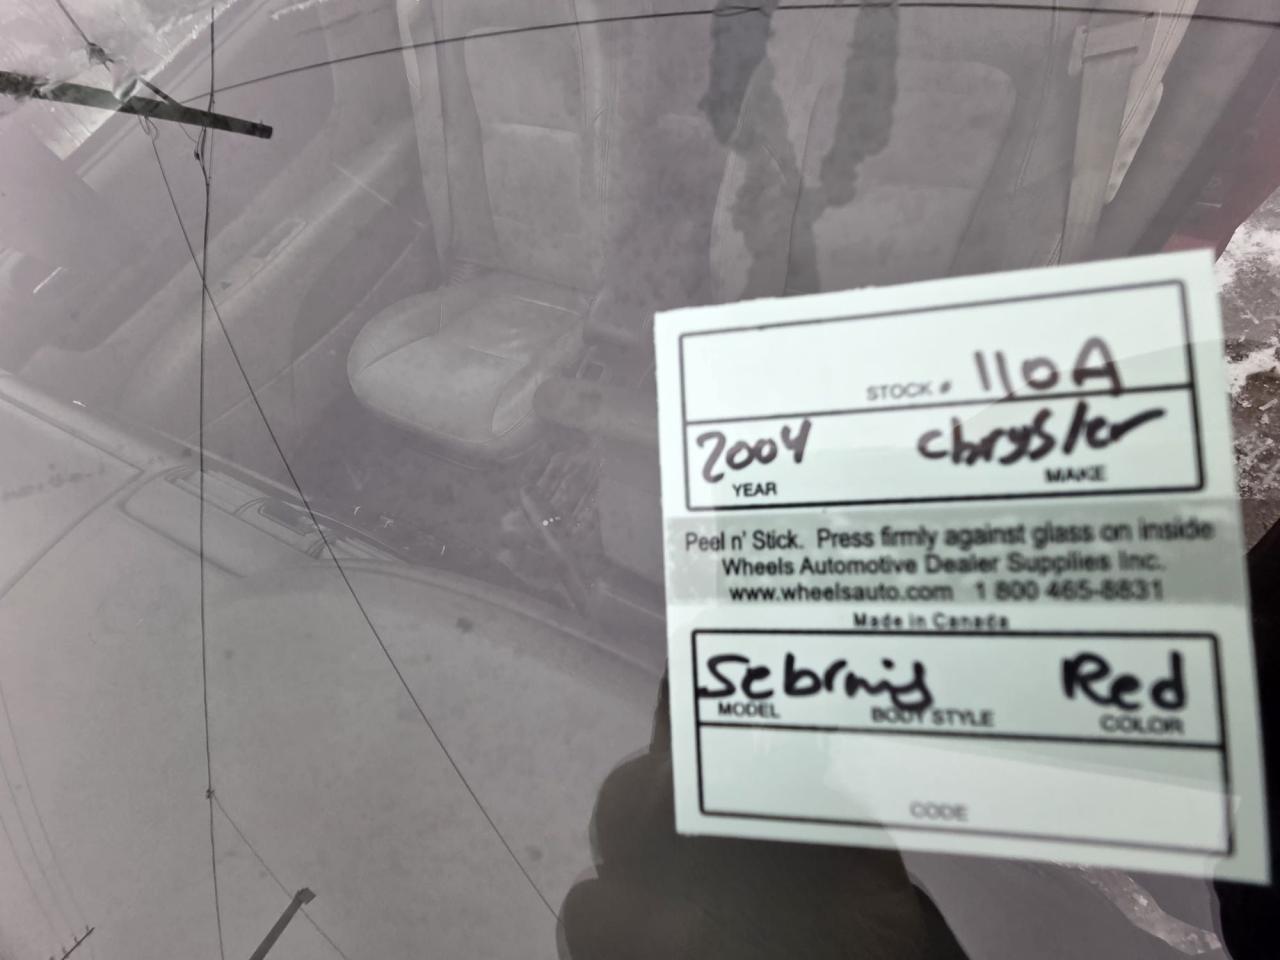 STOCK # 110A
2004 Chrysler
YEAR MAKE
Peel n' Stick. Press firmly against glass on inside
Wheels Automotive Dealer Supplies Inc.
www.wheelsauto.com 1 800 465-8831
Made in Canada
Red
MODEL BODY STYLE COLOR
CODE